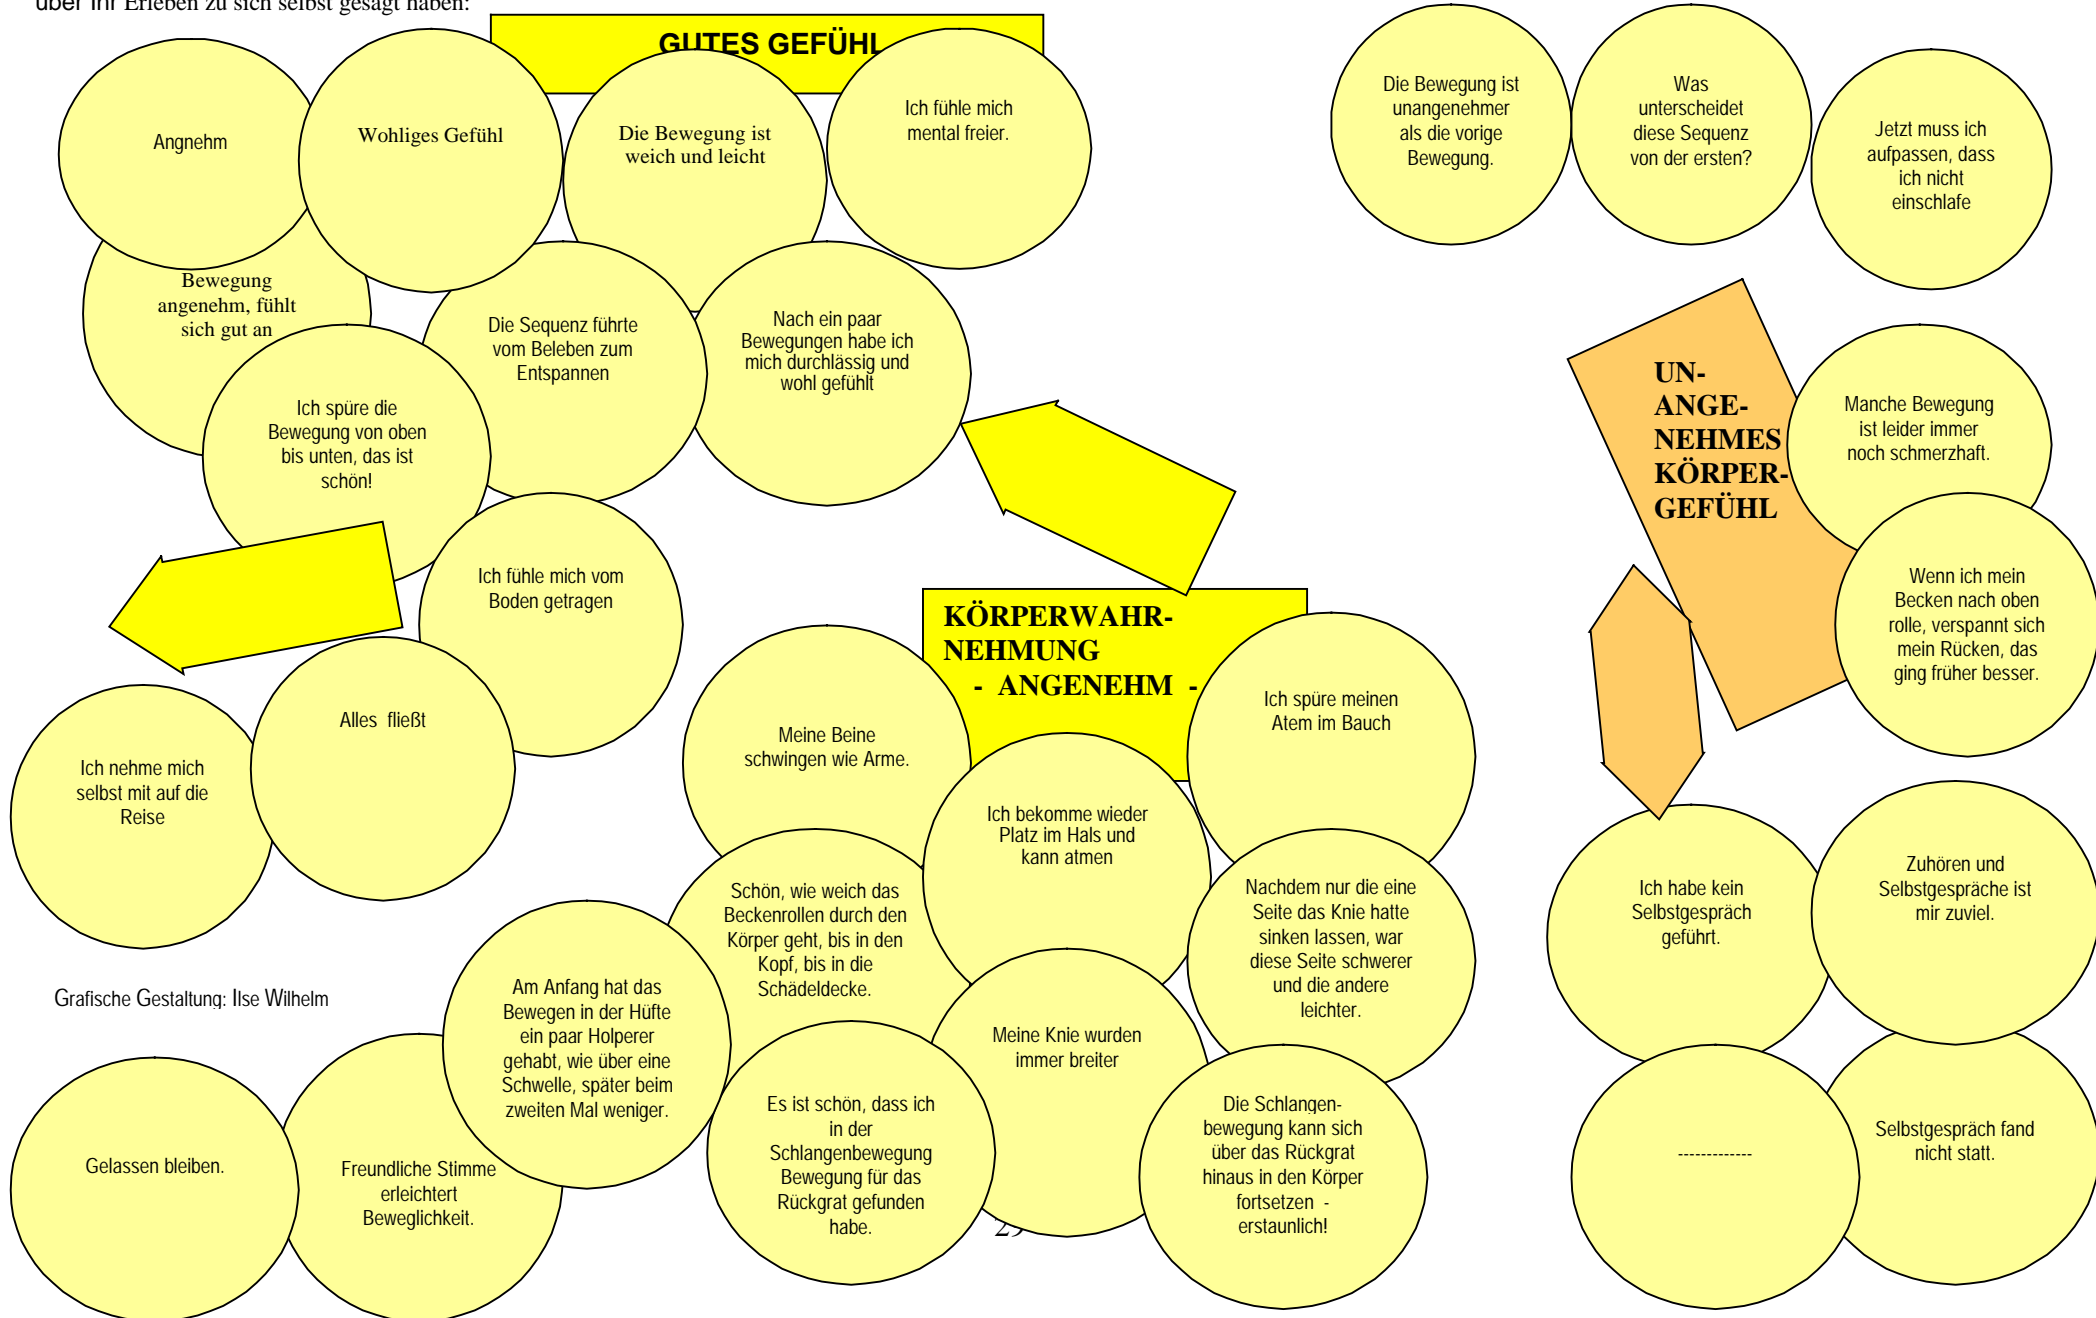 über Ihr Erleben zu sich selbst gesagt haben:
GUTES GEFÜHL
Angnehm
Wohliges Gefühl
Die Bewegung ist
weich und leicht
Ich fühle mich
mental freier.
Bewegung
angenehm, fühlt
sich gut an
Die Sequenz führte
vom Beleben zum
Entspannen
Nach ein paar
Bewegungen habe ich
mich durchlässig und
wohl gefühlt
Ich spüre die
Bewegung von oben
bis unten, das ist
schön!
Ich fühle mich vom
Boden getragen
Alles fließt
Ich nehme mich
selbst mit auf die
Reise
KÖRPERWAHR-
NEHMUNG
- ANGENEHM -
Meine Beine
schwingen wie Arme.
Ich spüre meinen
Atem im Bauch
Ich bekomme wieder
Platz im Hals und
kann atmen
Schön, wie weich das
Beckenrollen durch den
Körper geht, bis in den
Kopf, bis in die
Schädeldecke.
Nachdem nur die eine
Seite das Knie hatte
sinken lassen, war
diese Seite schwerer
und die andere
leichter.
Am Anfang hat das
Bewegen in der Hüfte
ein paar Holperer
gehabt, wie über eine
Schwelle, später beim
zweiten Mal weniger.
Meine Knie wurden
immer breiter
Es ist schön, dass ich
in der
Schlangenbewegung
Bewegung für das
Rückgrat gefunden
habe.
Die Schlangen-
bewegung kann sich
über das Rückgrat
hinaus in den Körper
fortsetzen -
erstaunlich!
Grafische Gestaltung: Ilse Wilhelm
Gelassen bleiben.
Freundliche Stimme
erleichtert
Beweglichkeit.
Die Bewegung ist
unangenehmer
als die vorige
Bewegung.
Was
unterscheidet
diese Sequenz
von der ersten?
Jetzt muss ich
aufpassen, dass
ich nicht
einschlafe
UN-
ANGE-
NEHMES
KÖRPER-
GEFÜHL
Manche Bewegung
ist leider immer
noch schmerzhaft.
Wenn ich mein
Becken nach oben
rolle, verspannt sich
mein Rücken, das
ging früher besser.
Ich habe kein
Selbstgespräch
geführt.
Zuhören und
Selbstgespräche ist
mir zuviel.
-------------
Selbstgespräch fand
nicht statt.